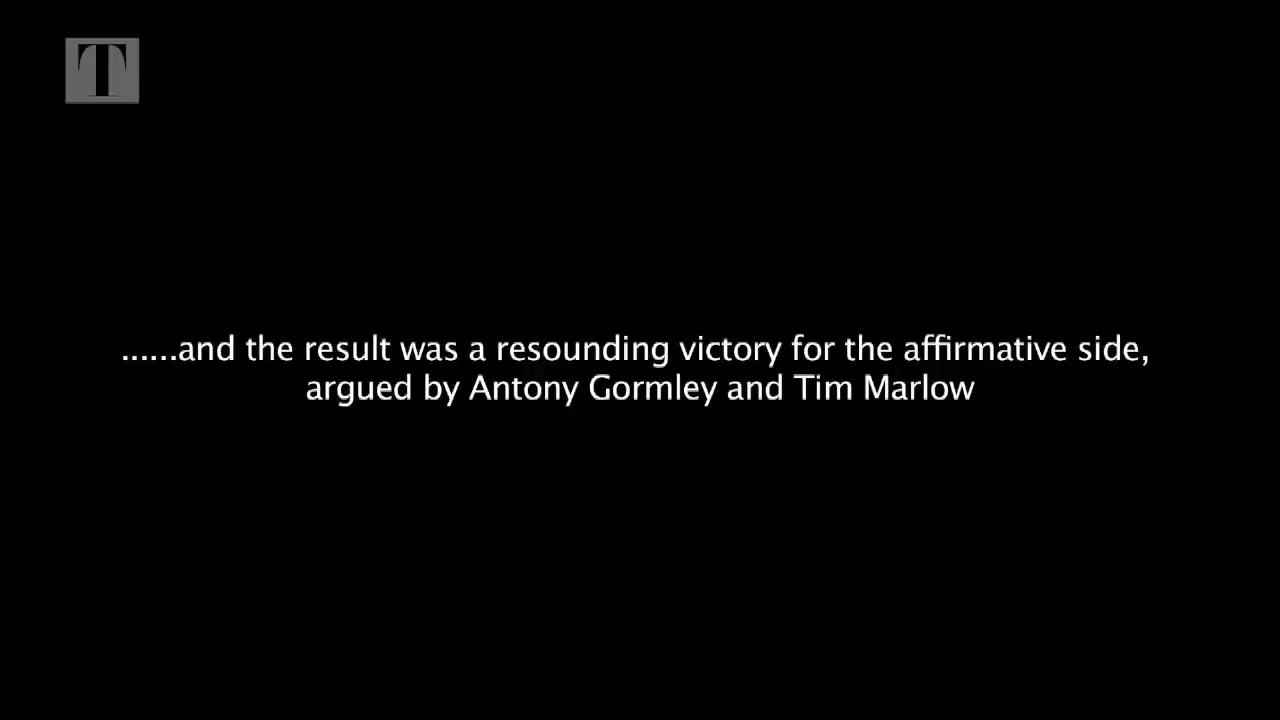 T
......and the result was a resounding victory for the affirmative side,
argued by Antony Gormley and Tim Marlow